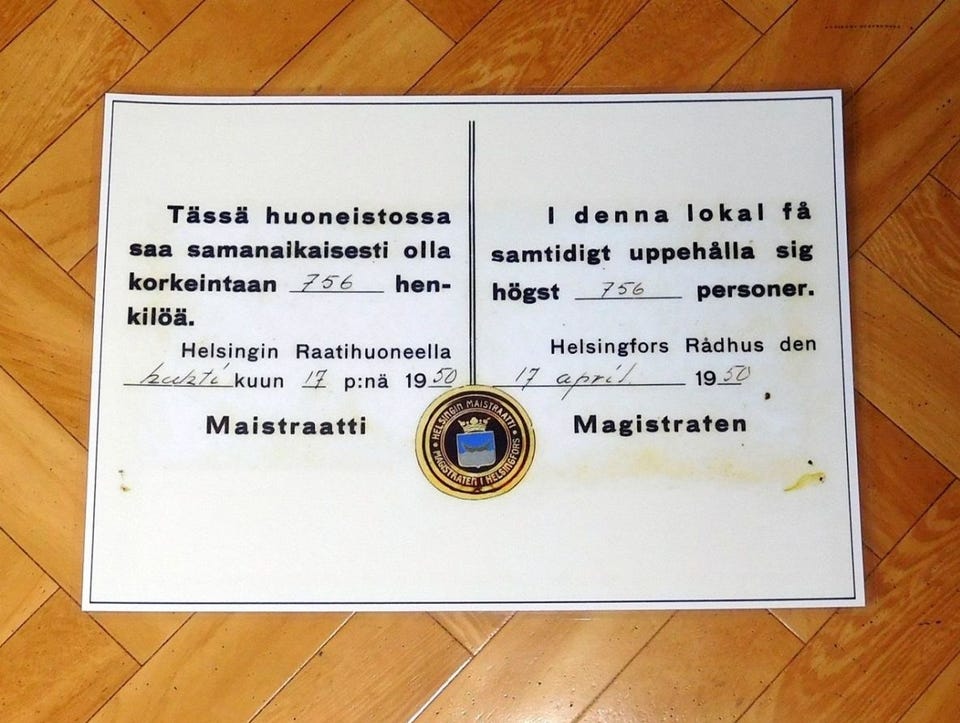 Tässä huoneistossa
saa samanaikaisesti olla
korkeintaan 756 hen-
kilöä.
Helsingin Raatihuoneella
huhti kuun 17 p:nä 1950
Maistraatti
I denna lokal få
samtidigt uppehålla sig
högst 756 personer.
Helsingfors Rådhus den
17 april 1950
Magistraten
HELSINGIN MAISTRAATTI
MAGISTRATEN I HELSINGFORS